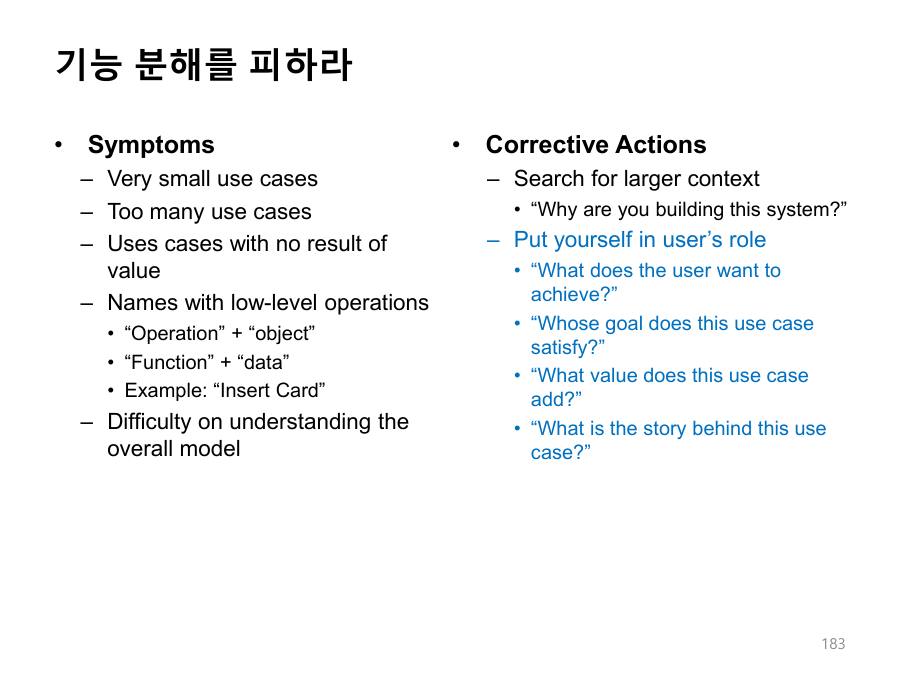 기능 분해를 피하라
• Symptoms
– Very small use cases
– Too many use cases
– Uses cases with no result of
value
– Names with low-level operations
• “Operation” + “object”
• “Function” + “data”
• Example: “Insert Card”
– Difficulty on understanding the
overall model
• Corrective Actions
– Search for larger context
• “Why are you building this system?”
– Put yourself in user’s role
• “What does the user want to
achieve?”
• “Whose goal does this use case
satisfy?”
• “What value does this use case
add?”
• “What is the story behind this use
case?”
183